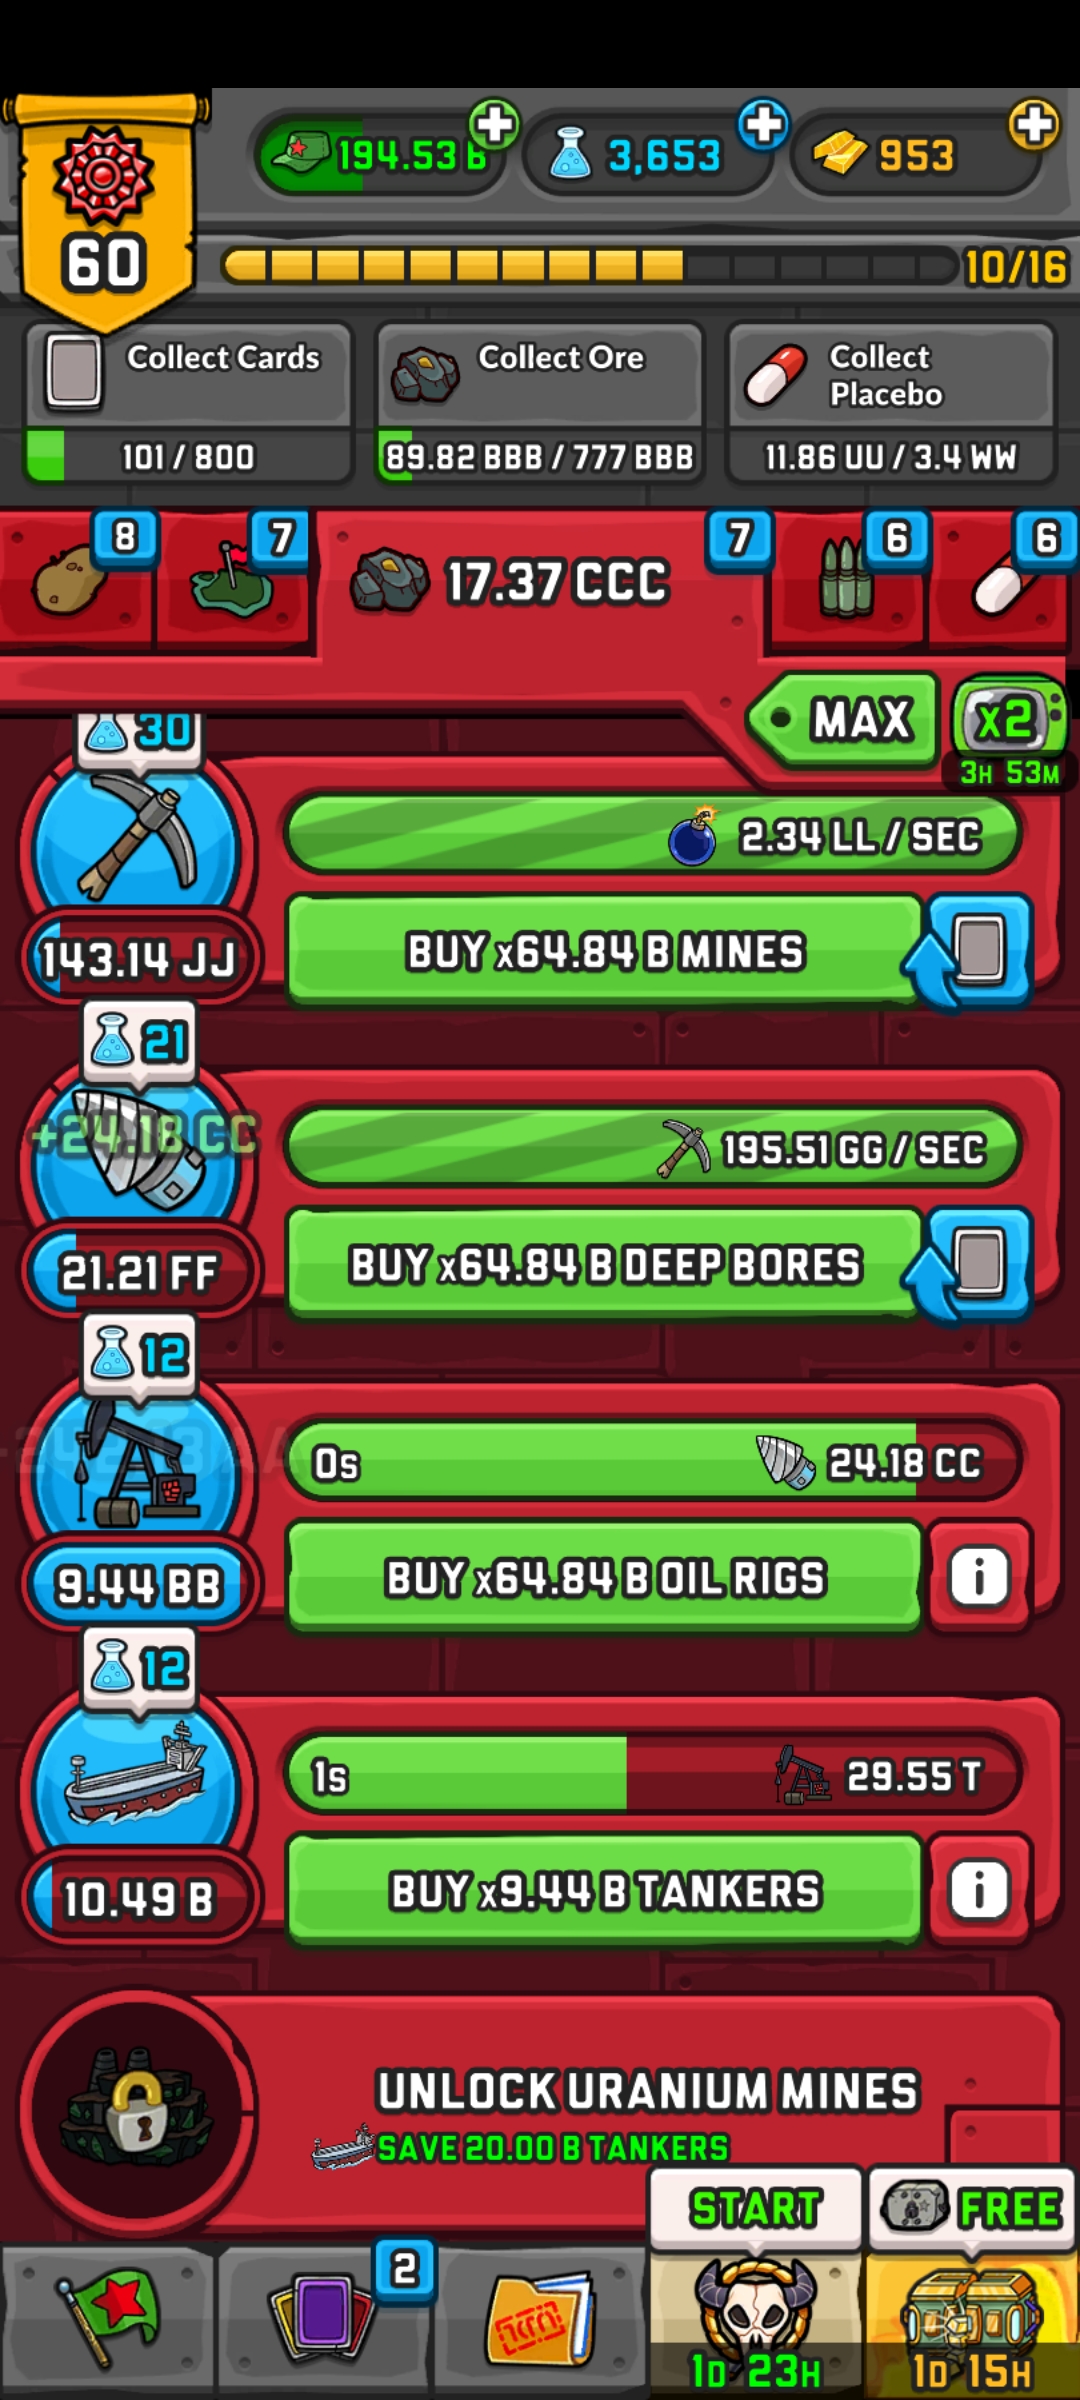 194.53 B
3,653
953
60
10/16
Collect Cards
101 / 800
Collect Ore
89.82 BBB / 777 BBB
Collect
Placebo
11.86 UU / 3.4 WW
8
7
17.37 CCC
7
6
6
MAX
x2
3H 53M
30
2.34 LL / SEC
143.14 JJ
BUY x64.84 B MINES
21
+24.18 CC
195.51 GG / SEC
21.21 FF
BUY x64.84 B DEEP BORES
12
0s
24.18 CC
9.44 BB
BUY x64.84 B OIL RIGS
i
12
1s
29.55 T
10.49 B
BUY x9.44 B TANKERS
i
UNLOCK URANIUM MINES
SAVE 20.00 B TANKERS
START
FREE
2
1D 23H
1D 15H